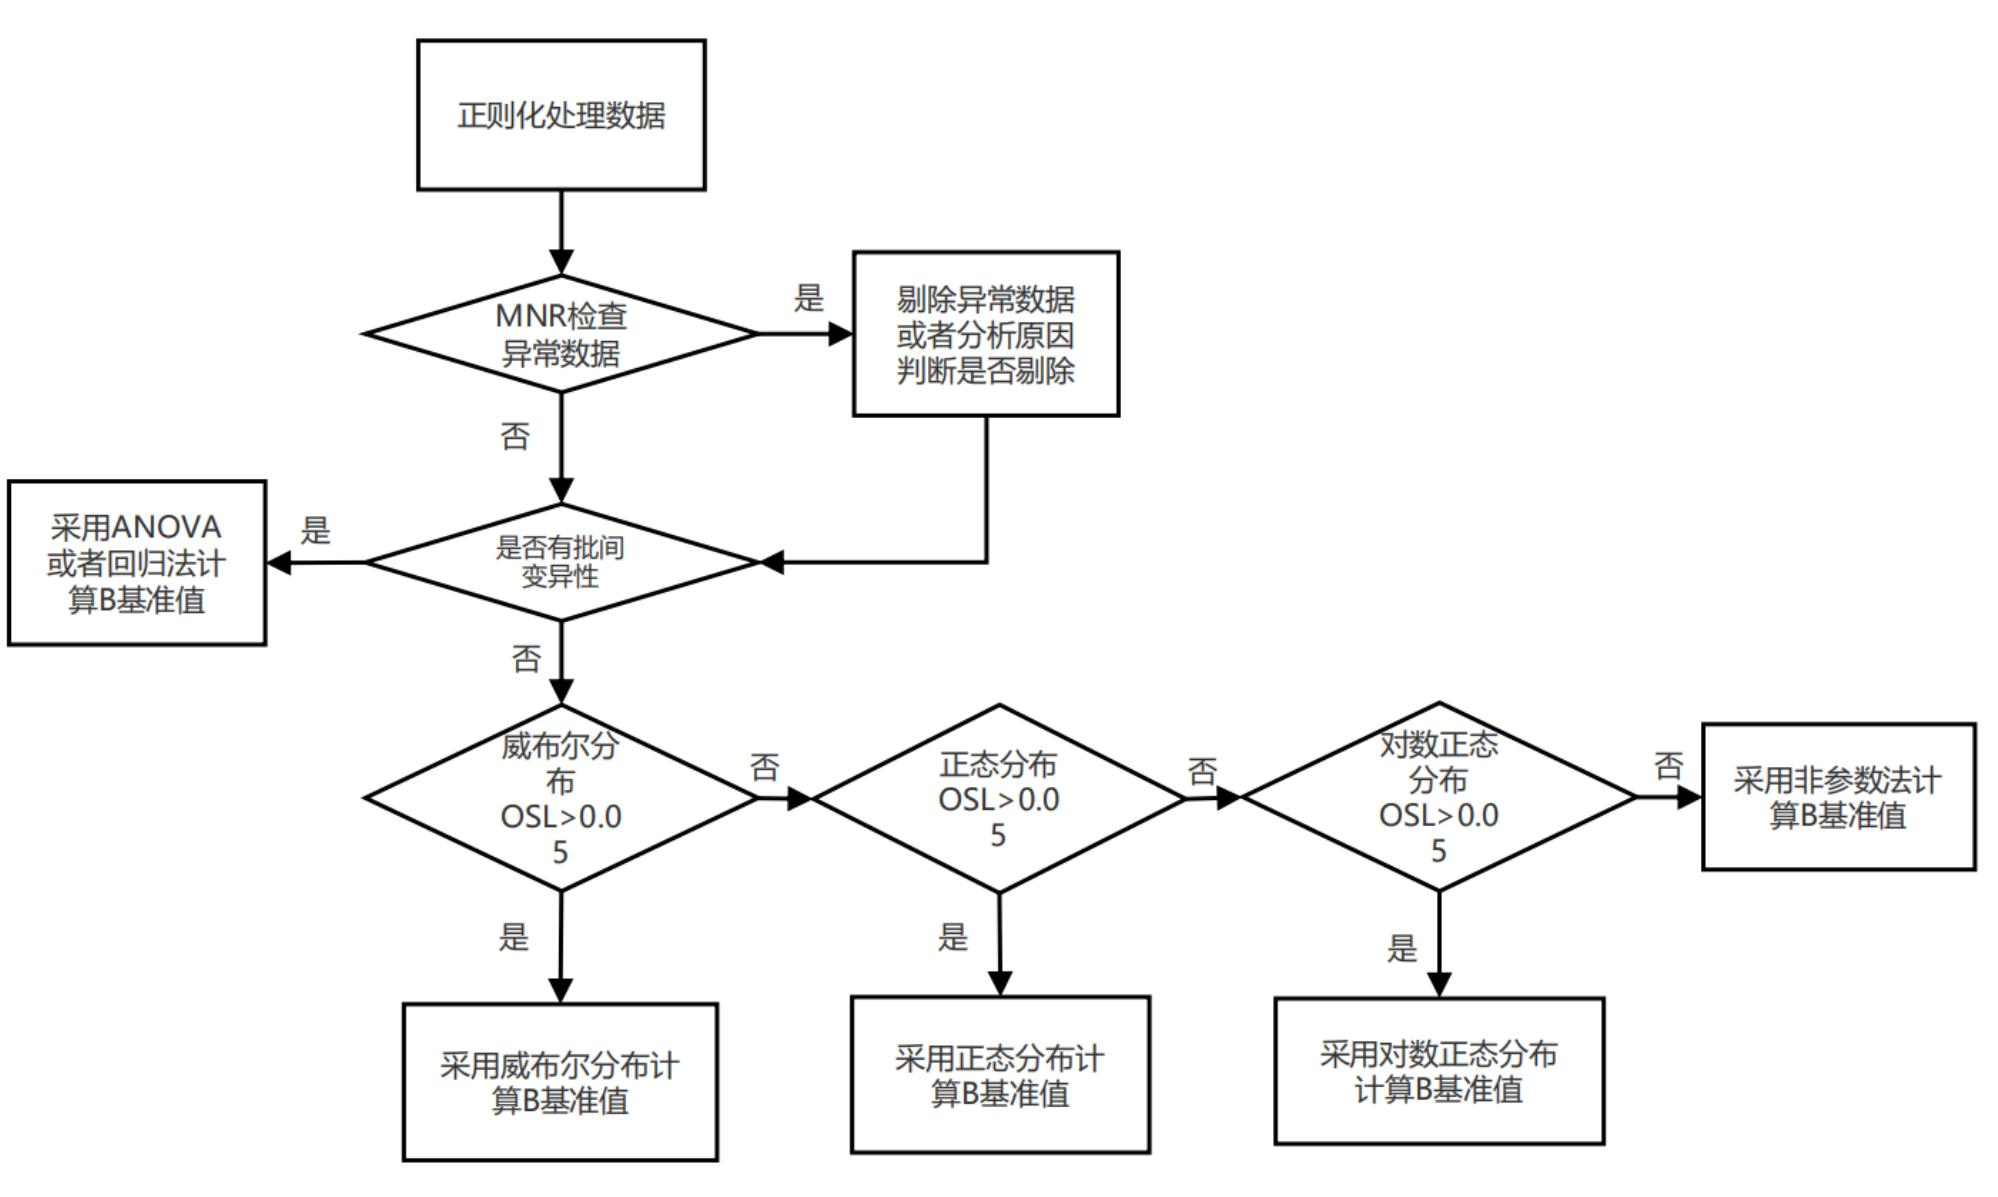 正则化处理数据
MNR检查
异常数据
是
剔除异常数据
或者分析原因
判断是否剔除
否
采用ANOVA
或者回归法计
算B基准值
是
是否有批间
变异性
否
威布尔分
布
OSL>0.0
5
否
正态分布
OSL>0.0
5
否
对数正态
分布
OSL>0.0
5
否
采用非参数法计
算B基准值
是
是
是
采用威布尔分布计
算B基准值
采用正态分布计
算B基准值
采用对数正态分布
计算B基准值